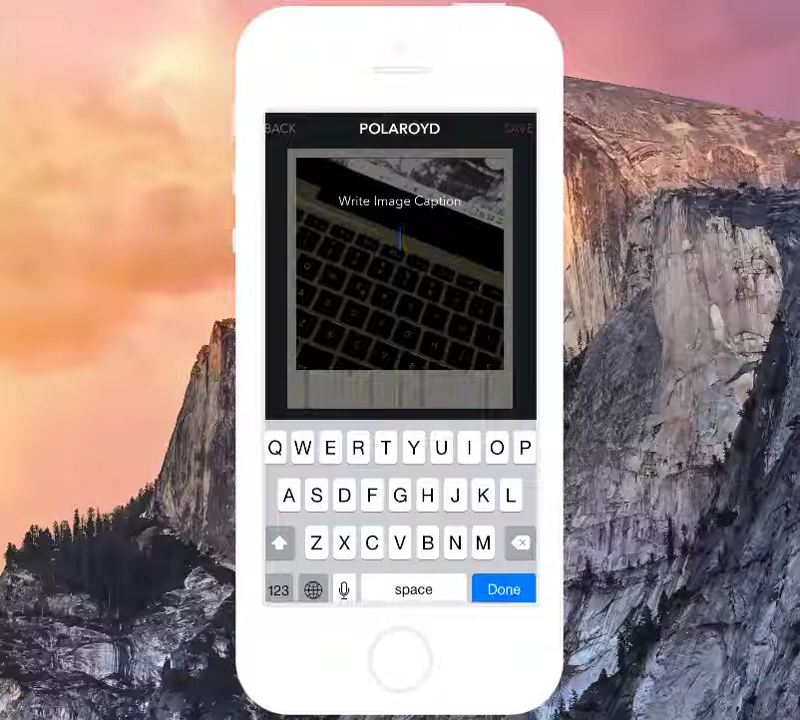 BACK POLAROYD SAVE
Write Image Caption
Q W E R T Y U I O P
A S D F G H J K L
Z X C V B N M
123 space Done